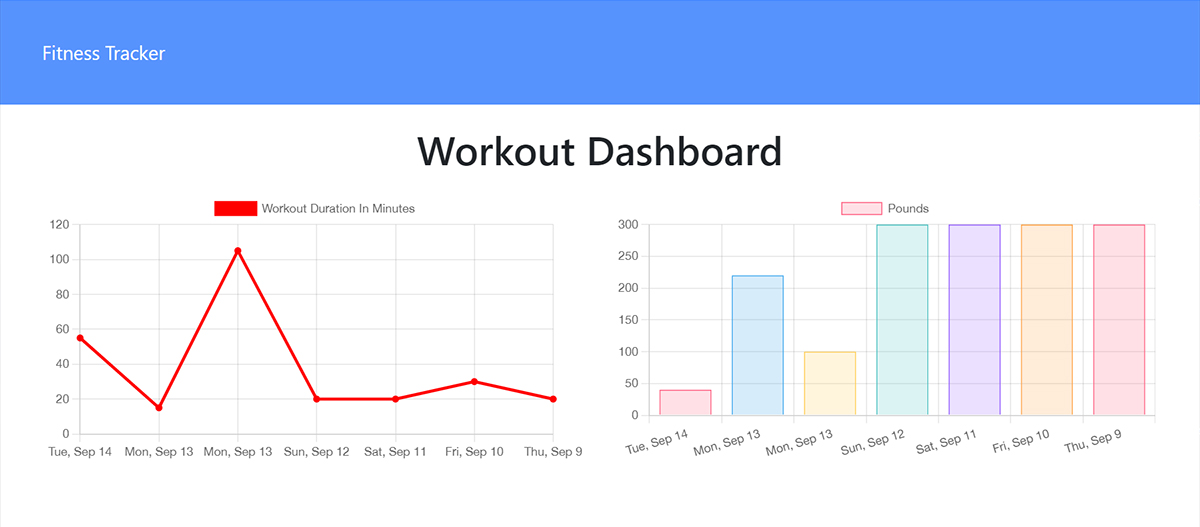 Fitness Tracker
Workout Dashboard
Workout Duration In Minutes
120
100
80
60
40
20
0
Tue, Sep 14 Mon, Sep 13 Mon, Sep 13 Sun, Sep 12 Sat, Sep 11 Fri, Sep 10 Thu, Sep 9
Pounds
300
250
200
150
100
50
0
Tue, Sep 14 Mon, Sep 13 Mon, Sep 13 Sun, Sep 12 Sat, Sep 11 Fri, Sep 10 Thu, Sep 9